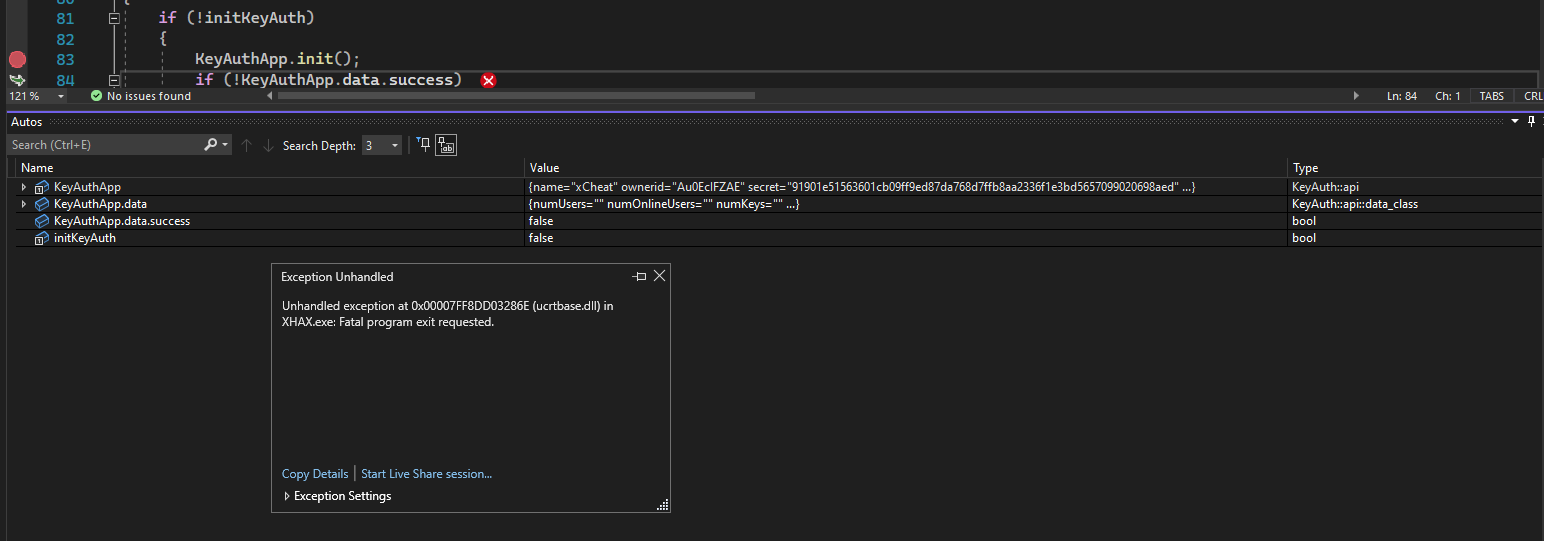 80 {
81 if (!initKeyAuth)
82 {
83 KeyAuthApp.init();
84 if (!KeyAuthApp.data.success)
121 % No issues found Ln: 84 Ch: 1 TABS CRL
Autos
Search (Ctrl+E) Search Depth: 3
Name Value Type
KeyAuthApp {name="xCheat" ownerid="Au0EclFZAE" secret="91901e51563601cb09ff9ed87da768d7ffb8aa2336f1e3bd5657099020698aed" ...} KeyAuth::api
KeyAuthApp.data {numUsers="" numOnlineUsers="" numKeys="" ...} KeyAuth::api::data_class
KeyAuthApp.data.success false bool
initKeyAuth false bool
Exception Unhandled
Unhandled exception at 0x00007FF8DD03286E (ucrtbase.dll) in
XHAX.exe: Fatal program exit requested.
Copy Details | Start Live Share session...
Exception Settings